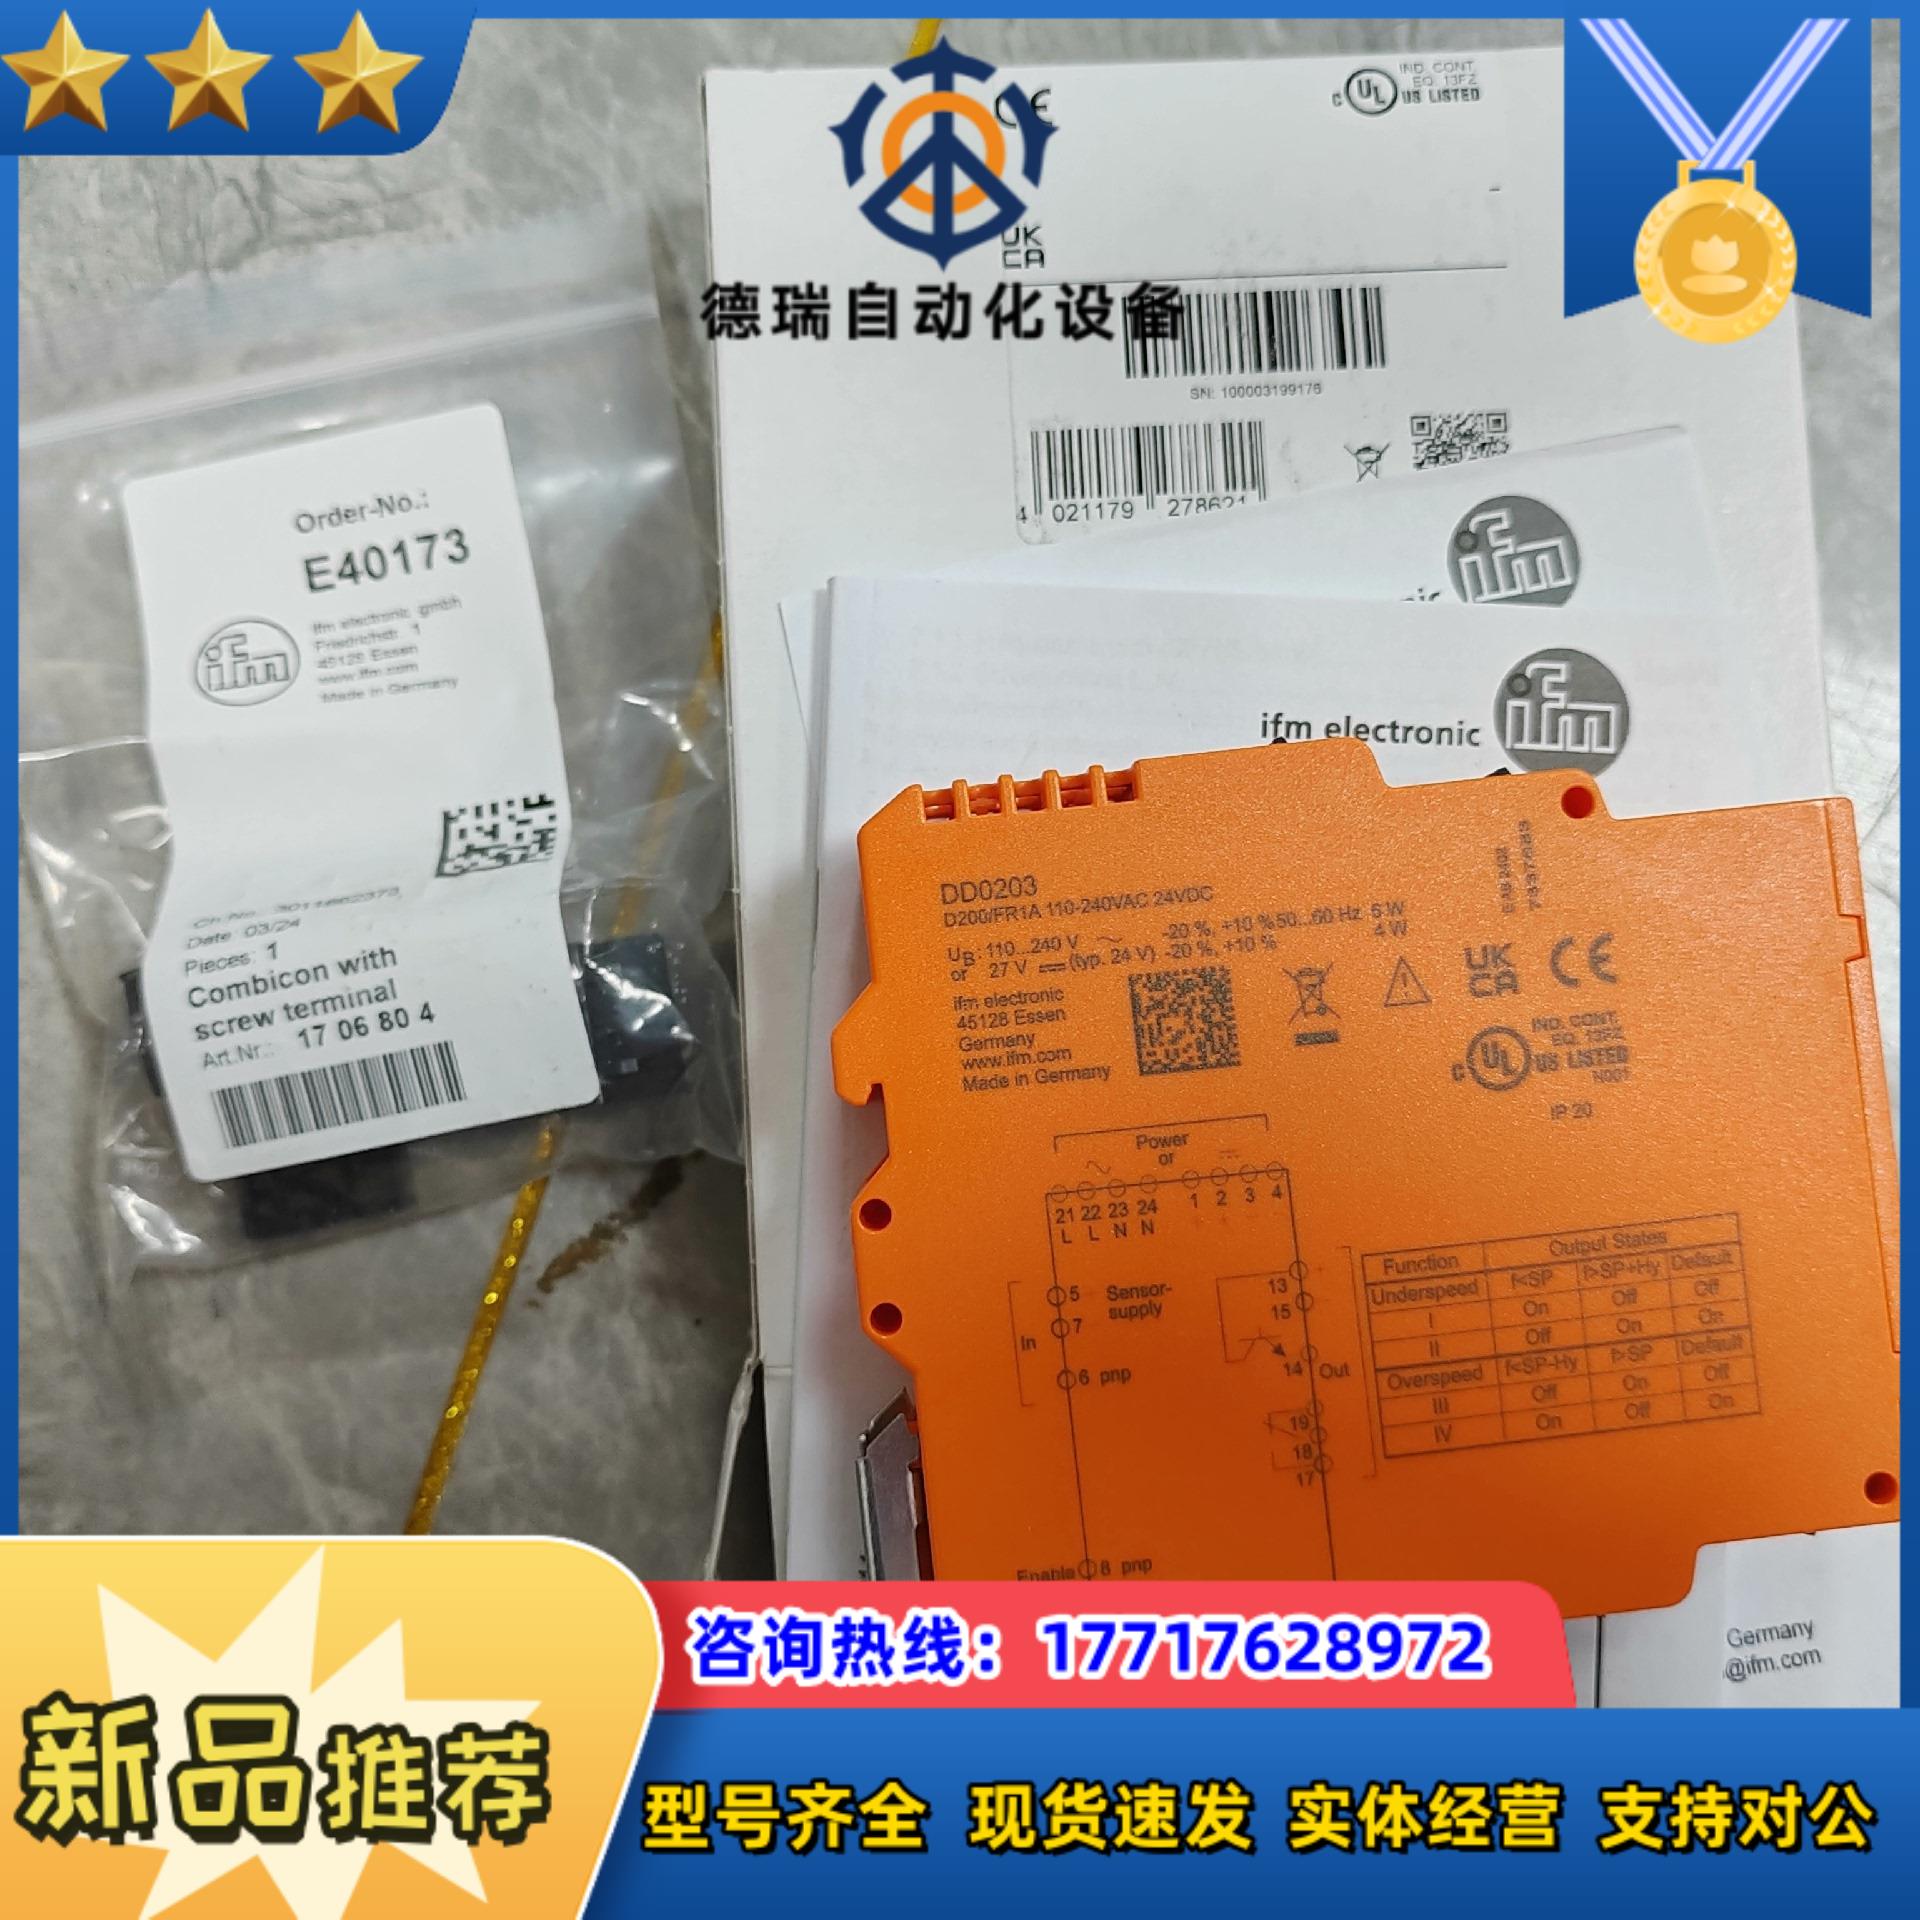 德瑞自动化设备
CE
UK
CA
C UL US LISTED
IND. CONT.
EQ. 13FZ
SN: 100003199176
4 021179 278621
ifm
ifm electronic
ifm
Order-No.:
E40173
ifm
ifm electronic gmbh
Friedrichstr. 1
45128 Essen
www.ifm.com
Made in Germany
Date 03/24
Pieces: 1
Combicon with
screw terminal
Art.Nr.: 17 06 80 4
DD0203
D200/FR1A 110-240VAC 24VDC
UB: 110...240 V ~ -20 %, +10 % 50...60 Hz 5 W
or 27 V ⎓ (typ. 24 V) -20 %, +10 % 4 W
ifm electronic
45128 Essen
Germany
www.ifm.com
Made in Germany
UK
CA
CE
C UL US LISTED
IND. CONT.
EQ. 13FZ
N001
IP 20
Power
or
21 22 23 24 1 2 3 4
L L N N
In
5 Sensor-
7 supply
6 pnp
13
15
14 Out
19
18
17
Enable 8 pnp
Function Output States
Underspeed f<SP f>SP+Hy Default
I On Off Off
II Off On On
Overspeed f<SP-Hy f>SP Default
III Off On Off
IV On Off On
Germany
@ifm.com
咨询热线：17717628972
新品推荐
型号齐全 现货速发 实体经营 支持对公